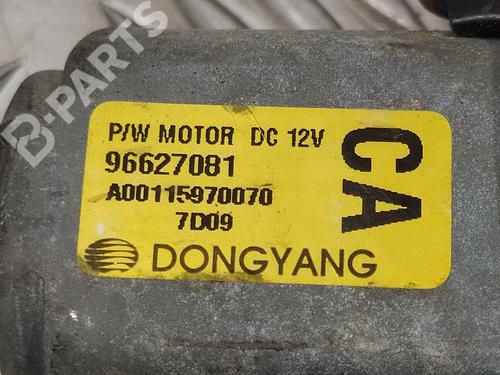 B-PARTS
P/W MOTOR DC 12V
96627081
A00115970070
7D09
CA
DONGYANG